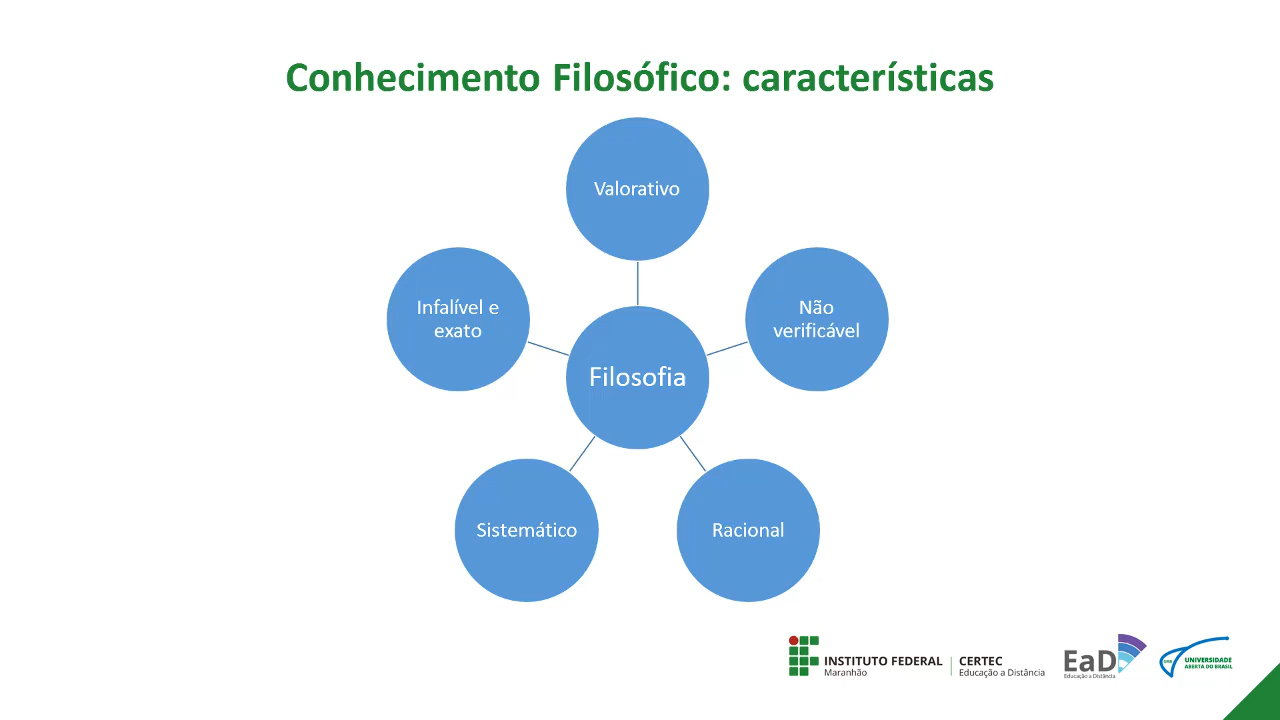 Conhecimento Filosófico: características
Valorativo
Infalível e
exato
Não
verificável
Filosofia
Sistemático
Racional
INSTITUTO FEDERAL
Maranhão
CERTEC
Educação a Distância
EaD
Educação a Distância
UAB
UNIVERSIDADE
ABERTA DO BRASIL